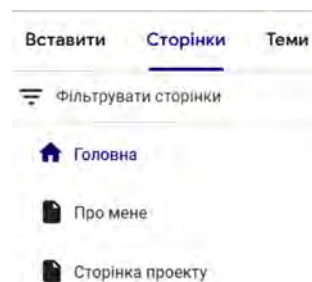 Вставити Сторінки Теми
Фільтрувати сторінки
Головна
Про мене
Сторінка проекту